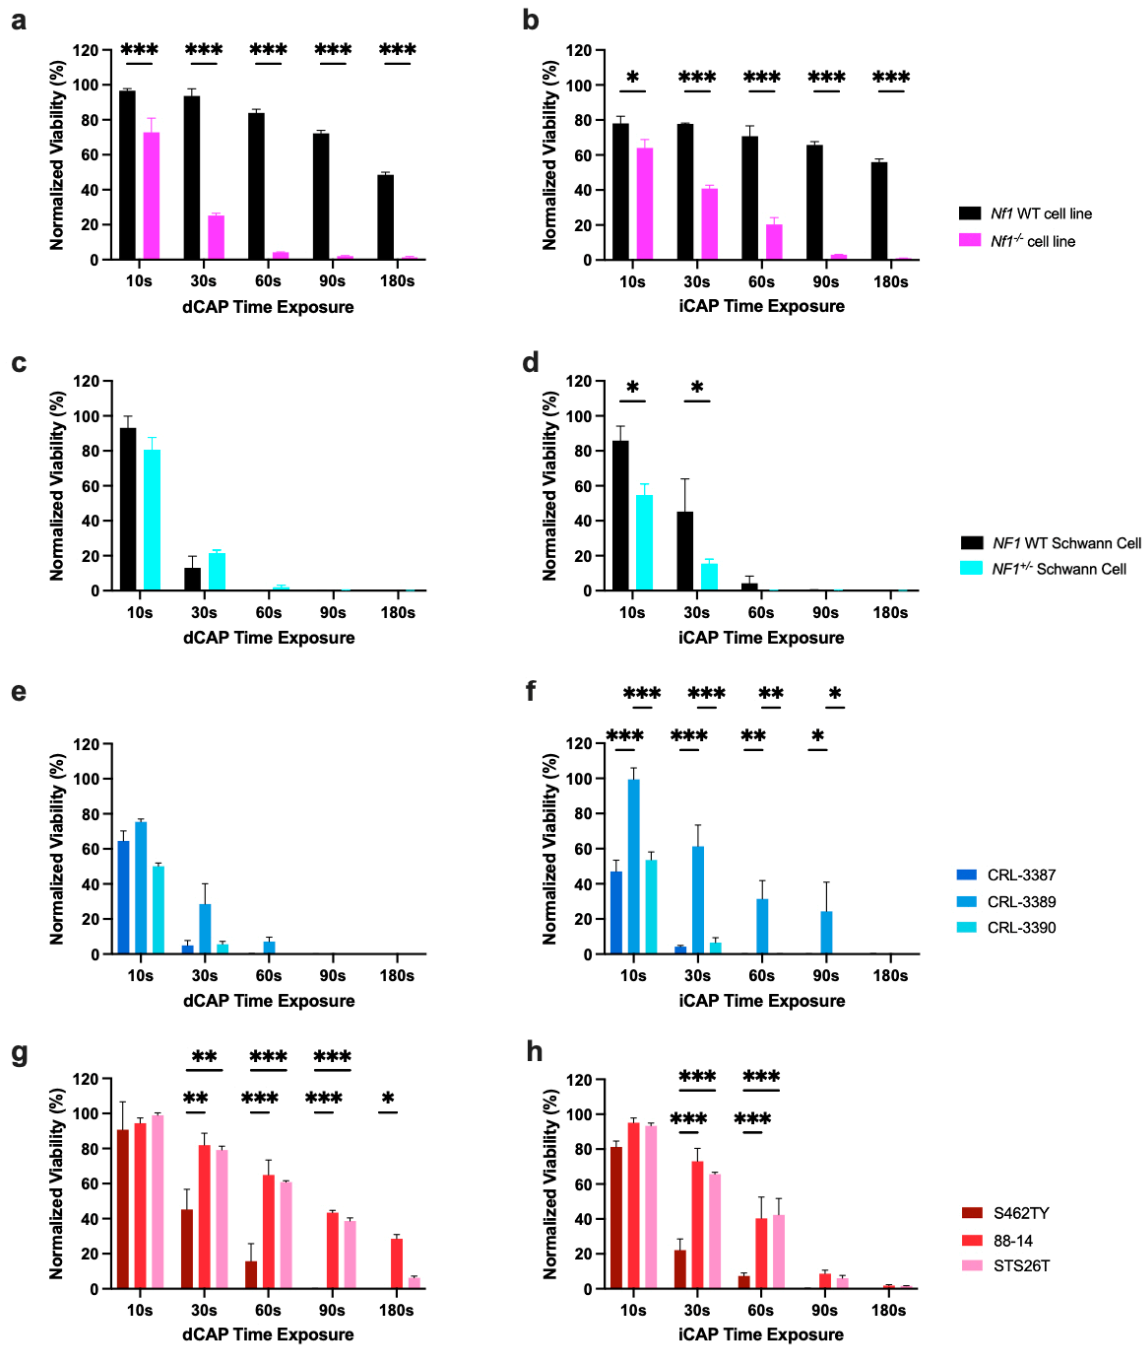 a
***
***
***
***
***
Normalized Viability (%)
120
100
80
60
40
20
0
10s 30s 60s 90s 180s
dCAP Time Exposure
b
*
***
***
***
***
Normalized Viability (%)
120
100
80
60
40
20
0
10s 30s 60s 90s 180s
iCAP Time Exposure
Nf1 WT cell line
Nf1-/- cell line
c
Normalized Viability (%)
120
100
80
60
40
20
0
10s 30s 60s 90s 180s
dCAP Time Exposure
d
*
*
Normalized Viability (%)
120
100
80
60
40
20
0
10s 30s 60s 90s 180s
iCAP Time Exposure
NF1 WT Schwann Cell
NF1+/- Schwann Cell
e
Normalized Viability (%)
120
100
80
60
40
20
0
10s 30s 60s 90s 180s
dCAP Time Exposure
f
*** *** ** *
*** *** ** *
Normalized Viability (%)
120
100
80
60
40
20
0
10s 30s 60s 90s 180s
iCAP Time Exposure
CRL-3387
CRL-3389
CRL-3390
g
** *** ***
** *** *** *
Normalized Viability (%)
120
100
80
60
40
20
0
10s 30s 60s 90s 180s
dCAP Time Exposure
h
*** ***
*** ***
Normalized Viability (%)
120
100
80
60
40
20
0
10s 30s 60s 90s 180s
iCAP Time Exposure
S462TY
88-14
STS26T